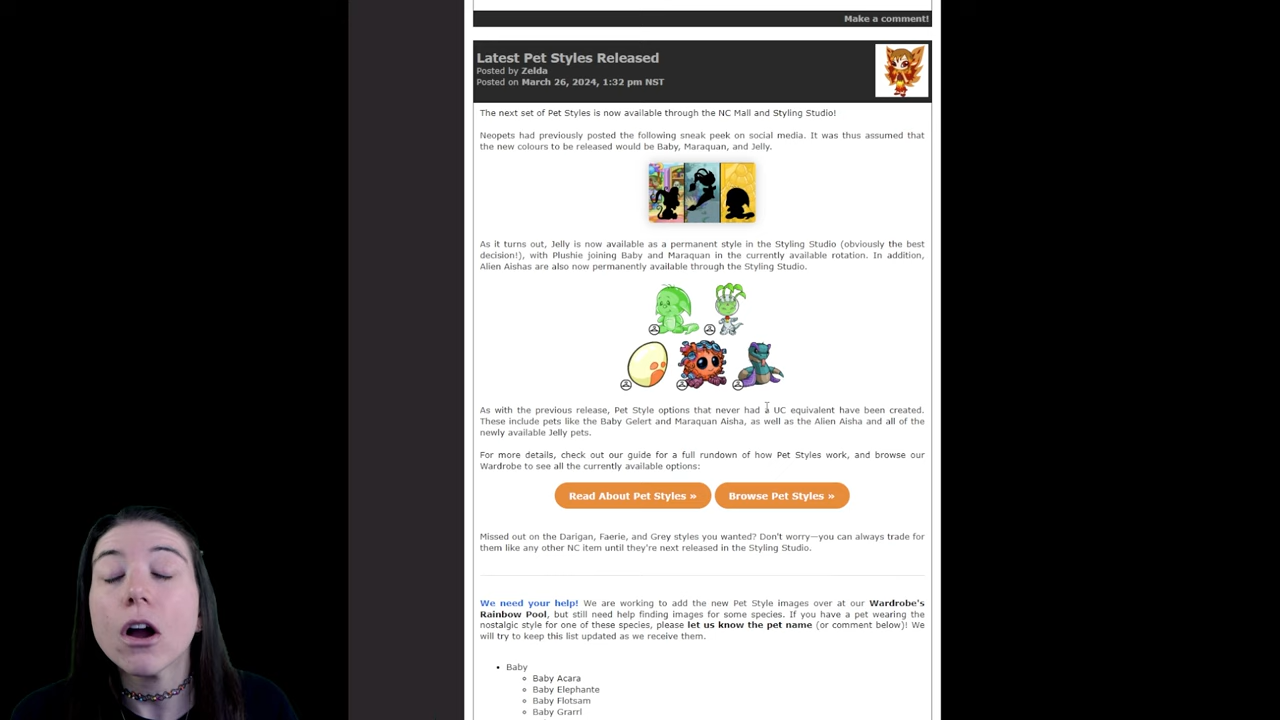 Make a comment!
Latest Pet Styles Released
Posted by Zelda
Posted on March 26, 2024, 1:32 pm NST
The next set of Pet Styles is now available through the NC Mall and Styling Studio!
Neopets had previously posted the following sneak peek on social media. It was thus assumed that
the new colours to be released would be Baby, Maraquan, and Jelly.
As it turns out, Jelly is now available as a permanent style in the Styling Studio (obviously the best
decision!), with Plushie joining Baby and Maraquan in the currently available rotation. In addition,
Alien Aishas are also now permanently available through the Styling Studio.
As with the previous release, Pet Style options that never had a UC equivalent have been created.
These include pets like the Baby Gelert and Maraquan Aisha, as well as the Alien Aisha and all of the
newly available Jelly pets.
For more details, check out our guide for a full rundown of how Pet Styles work, and browse our
Wardrobe to see all the currently available options:
Read About Pet Styles » Browse Pet Styles »
Missed out on the Darigan, Faerie, and Grey styles you wanted? Don't worry—you can always trade for
them like any other NC item until they're next released in the Styling Studio.
We need your help! We are working to add the new Pet Style images over at our Wardrobe's
Rainbow Pool, but still need help finding images for some species. If you have a pet wearing the
nostalgic style for one of these species, please let us know the pet name (or comment below)! We
will try to keep this list updated as we receive them.
• Baby
Baby Acara
Baby Elephante
Baby Flotsam
Baby Grarrl